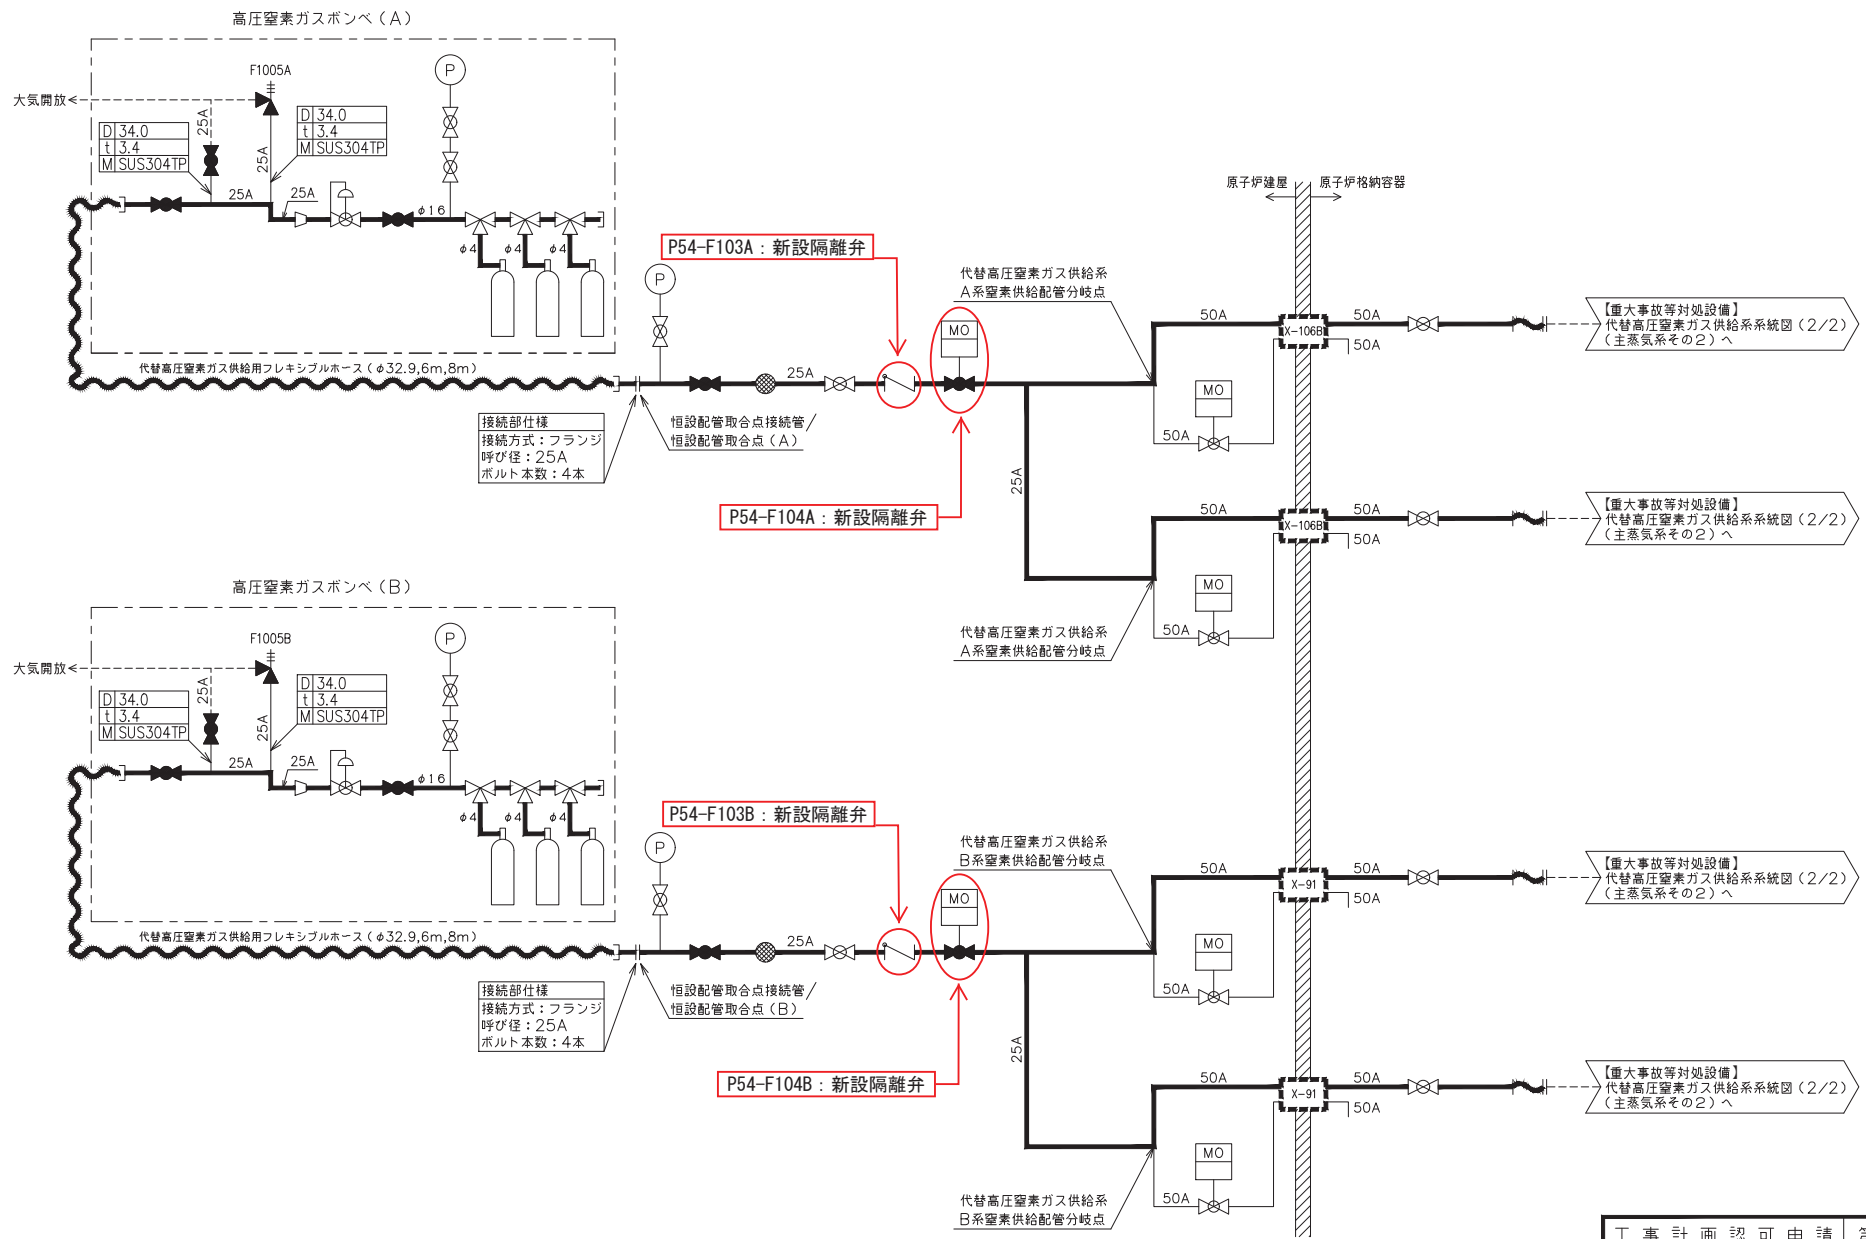 高圧窒素ガスボンベ（A）
F1005A
大気開放
25A
D 34.0
t 3.4
M SUS304TP
D 34.0
t 3.4
M SUS304TP
25A
25A
25A
P
φ16
φ4
φ4
φ4
代替高圧窒素ガス供給用フレキシブルホース（φ32.9,6m,8m）
P54-F103A：新設隔離弁
P
MO
25A
接続部仕様
接続方式：フランジ
呼び径：25A
ボルト本数：4本
恒設配管取合点接続管／
恒設配管取合点（A）
P54-F104A：新設隔離弁
代替高圧窒素ガス供給系
A系窒素供給配管分岐点
原子炉建屋
原子炉格納容器
50A
X-106B
50A
50A
MO
50A
【重大事故等対処設備】
代替高圧窒素ガス供給系系統図（2/2）
（主蒸気系その2）へ
25A
50A
X-106B
50A
50A
MO
50A
【重大事故等対処設備】
代替高圧窒素ガス供給系系統図（2/2）
（主蒸気系その2）へ
代替高圧窒素ガス供給系
A系窒素供給配管分岐点
高圧窒素ガスボンベ（B）
F1005B
大気開放
25A
D 34.0
t 3.4
M SUS304TP
D 34.0
t 3.4
M SUS304TP
25A
25A
25A
P
φ16
φ4
φ4
φ4
代替高圧窒素ガス供給用フレキシブルホース（φ32.9,6m,8m）
P54-F103B：新設隔離弁
P
MO
25A
接続部仕様
接続方式：フランジ
呼び径：25A
ボルト本数：4本
恒設配管取合点接続管／
恒設配管取合点（B）
P54-F104B：新設隔離弁
代替高圧窒素ガス供給系
B系窒素供給配管分岐点
50A
X-91
50A
50A
MO
50A
【重大事故等対処設備】
代替高圧窒素ガス供給系系統図（2/2）
（主蒸気系その2）へ
25A
50A
X-91
50A
50A
MO
50A
【重大事故等対処設備】
代替高圧窒素ガス供給系系統図（2/2）
（主蒸気系その2）へ
代替高圧窒素ガス供給系
B系窒素供給配管分岐点
工事計画認可申請